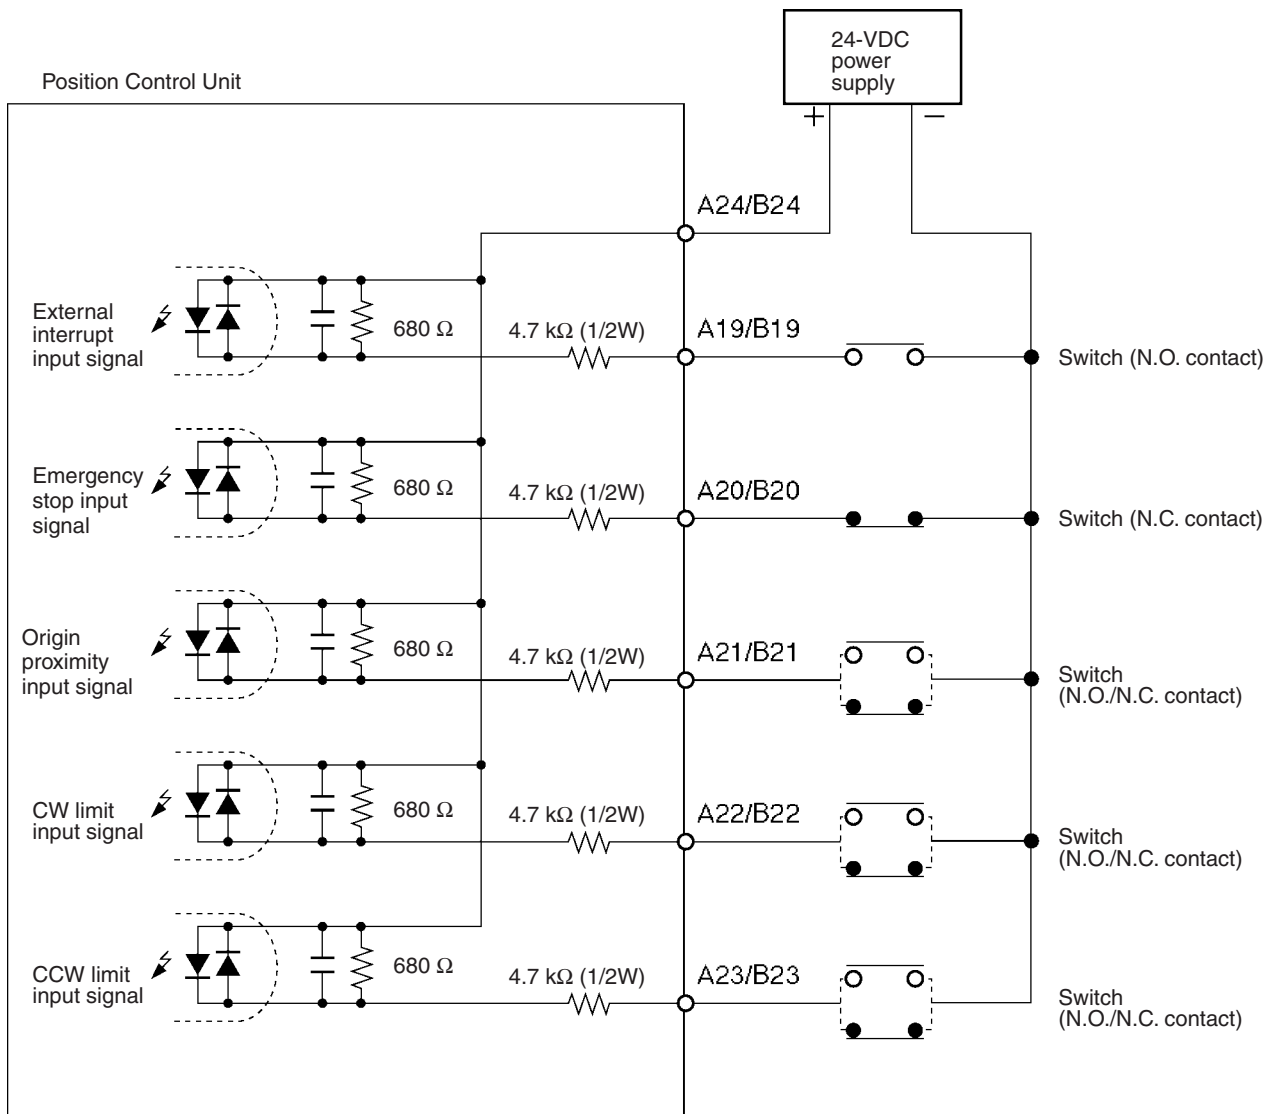 24-VDC
power
supply
Position Control Unit
+ −
A24/B24
External
interrupt
input signal
680 Ω
4.7 kΩ (1/2W)
A19/B19
Switch (N.O. contact)
Emergency
stop input
signal
680 Ω
4.7 kΩ (1/2W)
A20/B20
Switch (N.C. contact)
Origin
proximity
input signal
680 Ω
4.7 kΩ (1/2W)
A21/B21
Switch
(N.O./N.C. contact)
CW limit
input signal
680 Ω
4.7 kΩ (1/2W)
A22/B22
Switch
(N.O./N.C. contact)
CCW limit
input signal
680 Ω
4.7 kΩ (1/2W)
A23/B23
Switch
(N.O./N.C. contact)